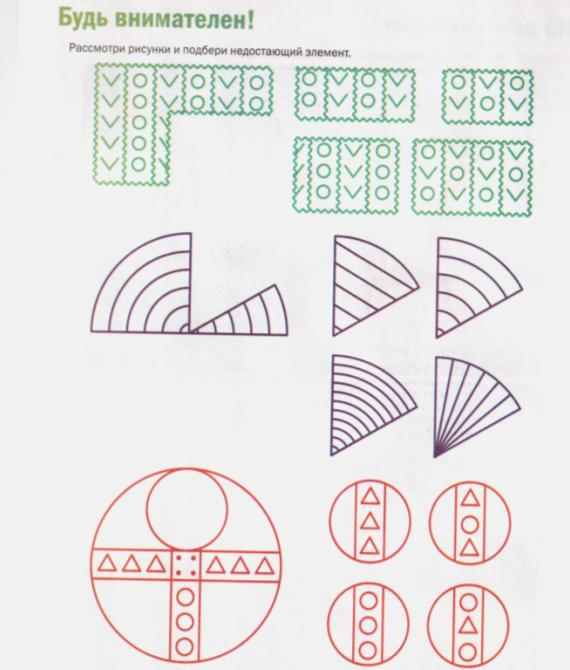 Будь внимателен!
Рассмотри рисунки и подбери недостающий элемент.